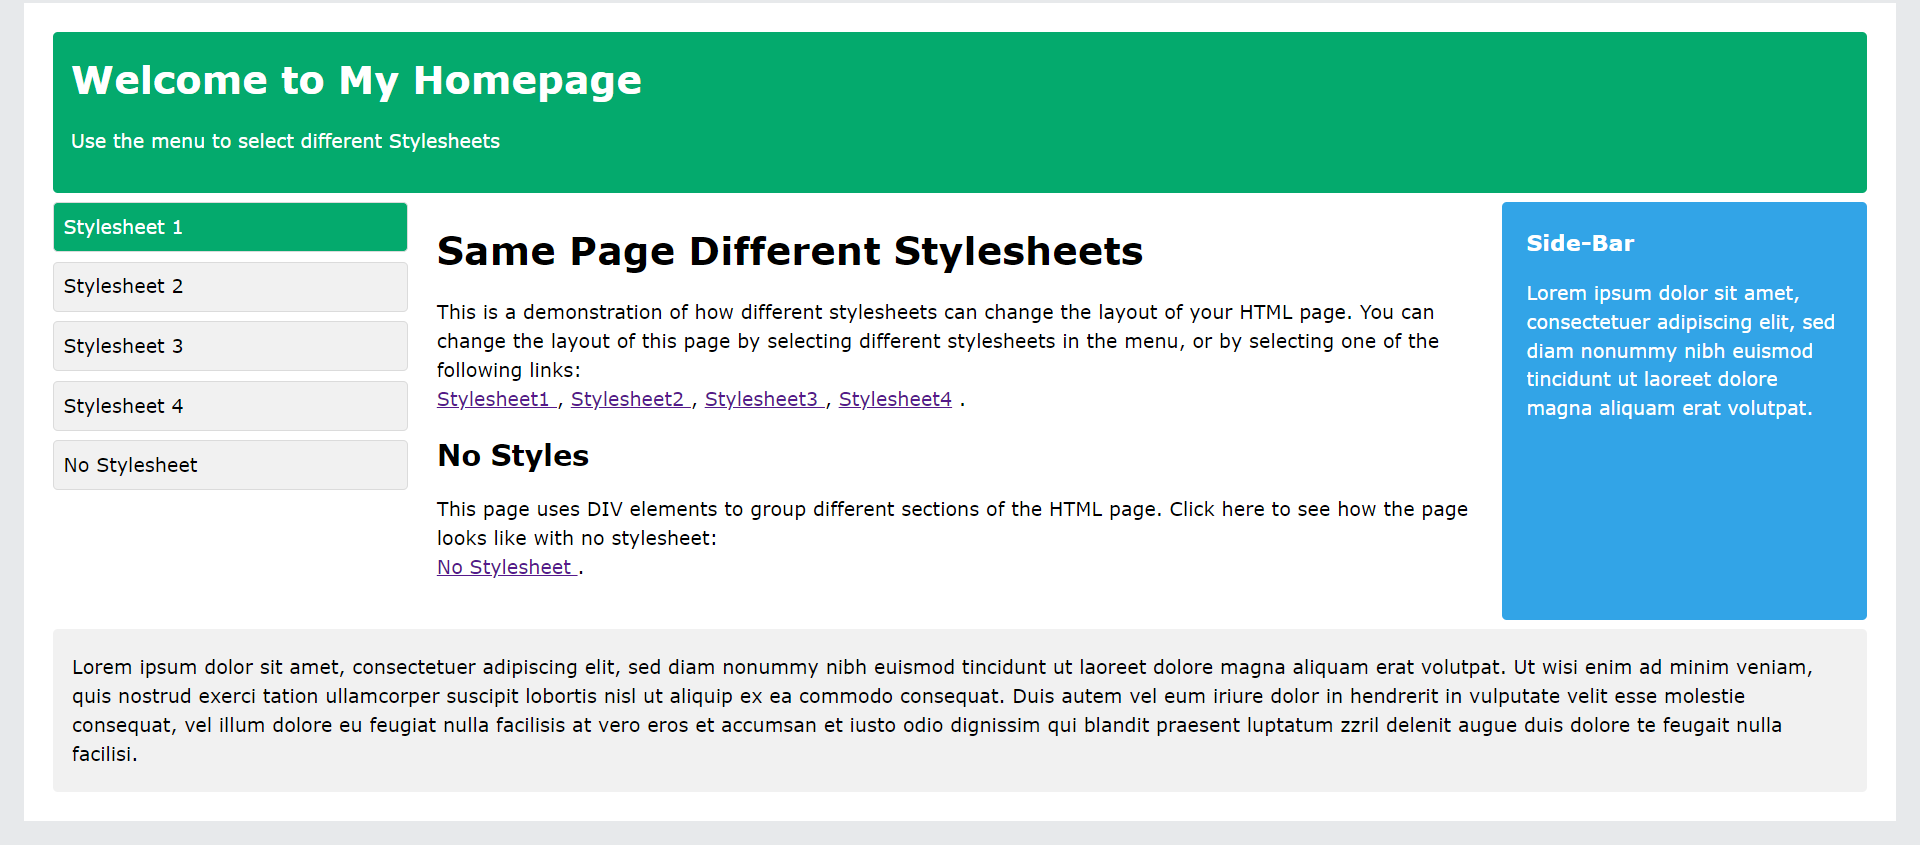 Welcome to My Homepage
Use the menu to select different Stylesheets
Stylesheet 1
Stylesheet 2
Stylesheet 3
Stylesheet 4
No Stylesheet
Same Page Different Stylesheets
This is a demonstration of how different stylesheets can change the layout of your HTML page. You can
change the layout of this page by selecting different stylesheets in the menu, or by selecting one of the
following links:
Stylesheet1 , Stylesheet2 , Stylesheet3 , Stylesheet4 .
No Styles
This page uses DIV elements to group different sections of the HTML page. Click here to see how the page
looks like with no stylesheet:
No Stylesheet .
Side-Bar
Lorem ipsum dolor sit amet,
consectetuer adipiscing elit, sed
diam nonummy nibh euismod
tincidunt ut laoreet dolore
magna aliquam erat volutpat.
Lorem ipsum dolor sit amet, consectetuer adipiscing elit, sed diam nonummy nibh euismod tincidunt ut laoreet dolore magna aliquam erat volutpat. Ut wisi enim ad minim veniam,
quis nostrud exerci tation ullamcorper suscipit lobortis nisl ut aliquip ex ea commodo consequat. Duis autem vel eum iriure dolor in hendrerit in vulputate velit esse molestie
consequat, vel illum dolore eu feugiat nulla facilisis at vero eros et accumsan et iusto odio dignissim qui blandit praesent luptatum zzril delenit augue duis dolore te feugait nulla
facilisi.